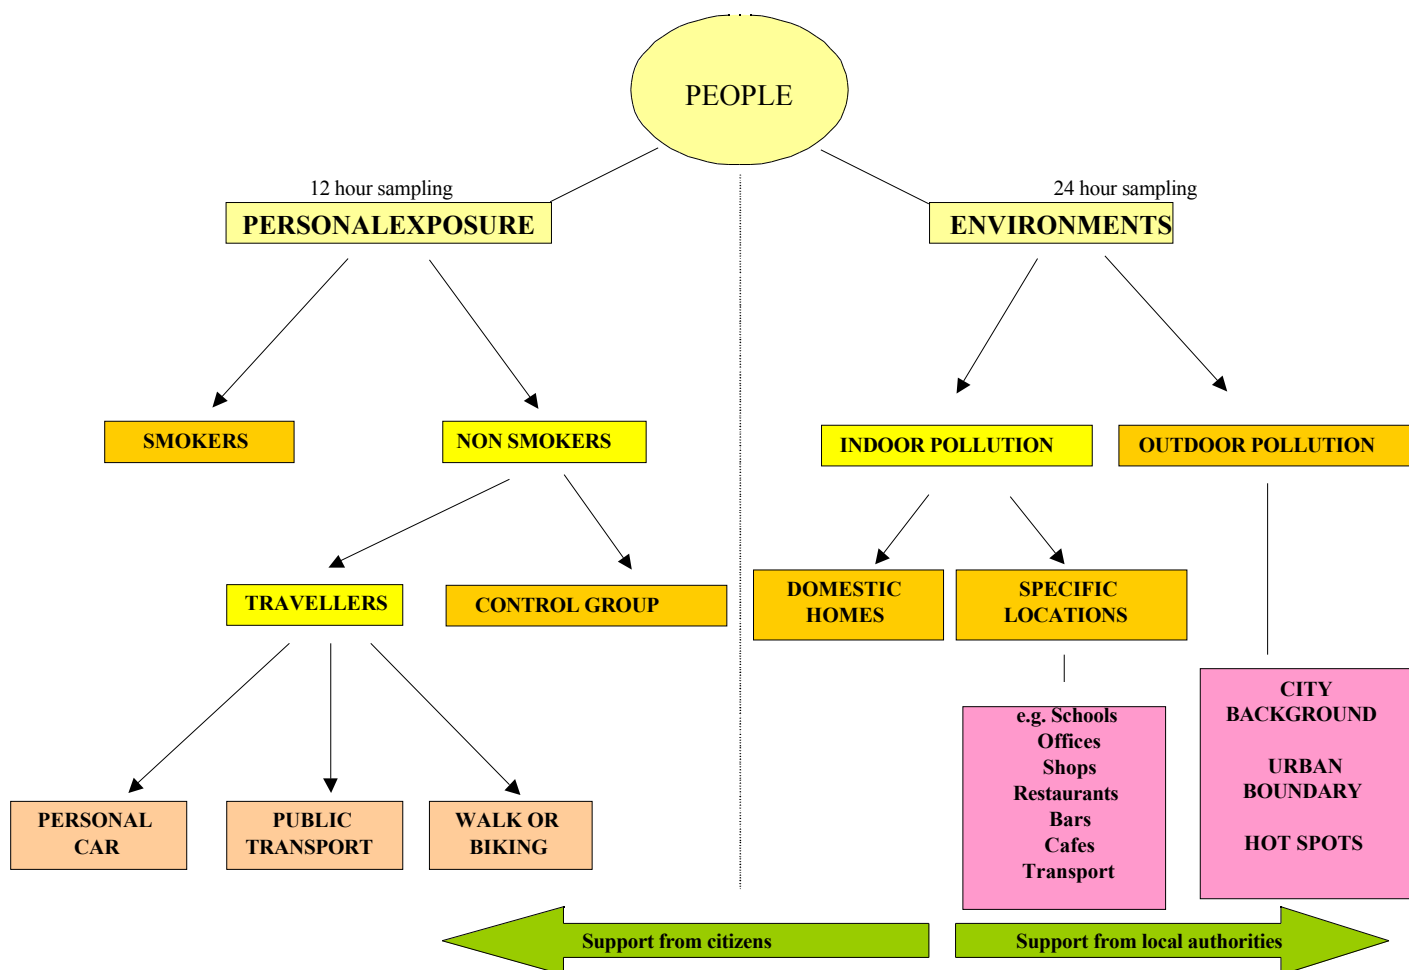 PEOPLE
12 hour sampling
24 hour sampling
PERSONALEXPOSURE
ENVIRONMENTS
SMOKERS
NON SMOKERS
INDOOR POLLUTION
OUTDOOR POLLUTION
TRAVELLERS
CONTROL GROUP
DOMESTIC
HOMES
SPECIFIC
LOCATIONS
PERSONAL
CAR
PUBLIC
TRANSPORT
WALK OR
BIKING
e.g. Schools
Offices
Shops
Restaurants
Bars
Cafes
Transport
CITY
BACKGROUND
URBAN
BOUNDARY
HOT SPOTS
Support from citizens
Support from local authorities